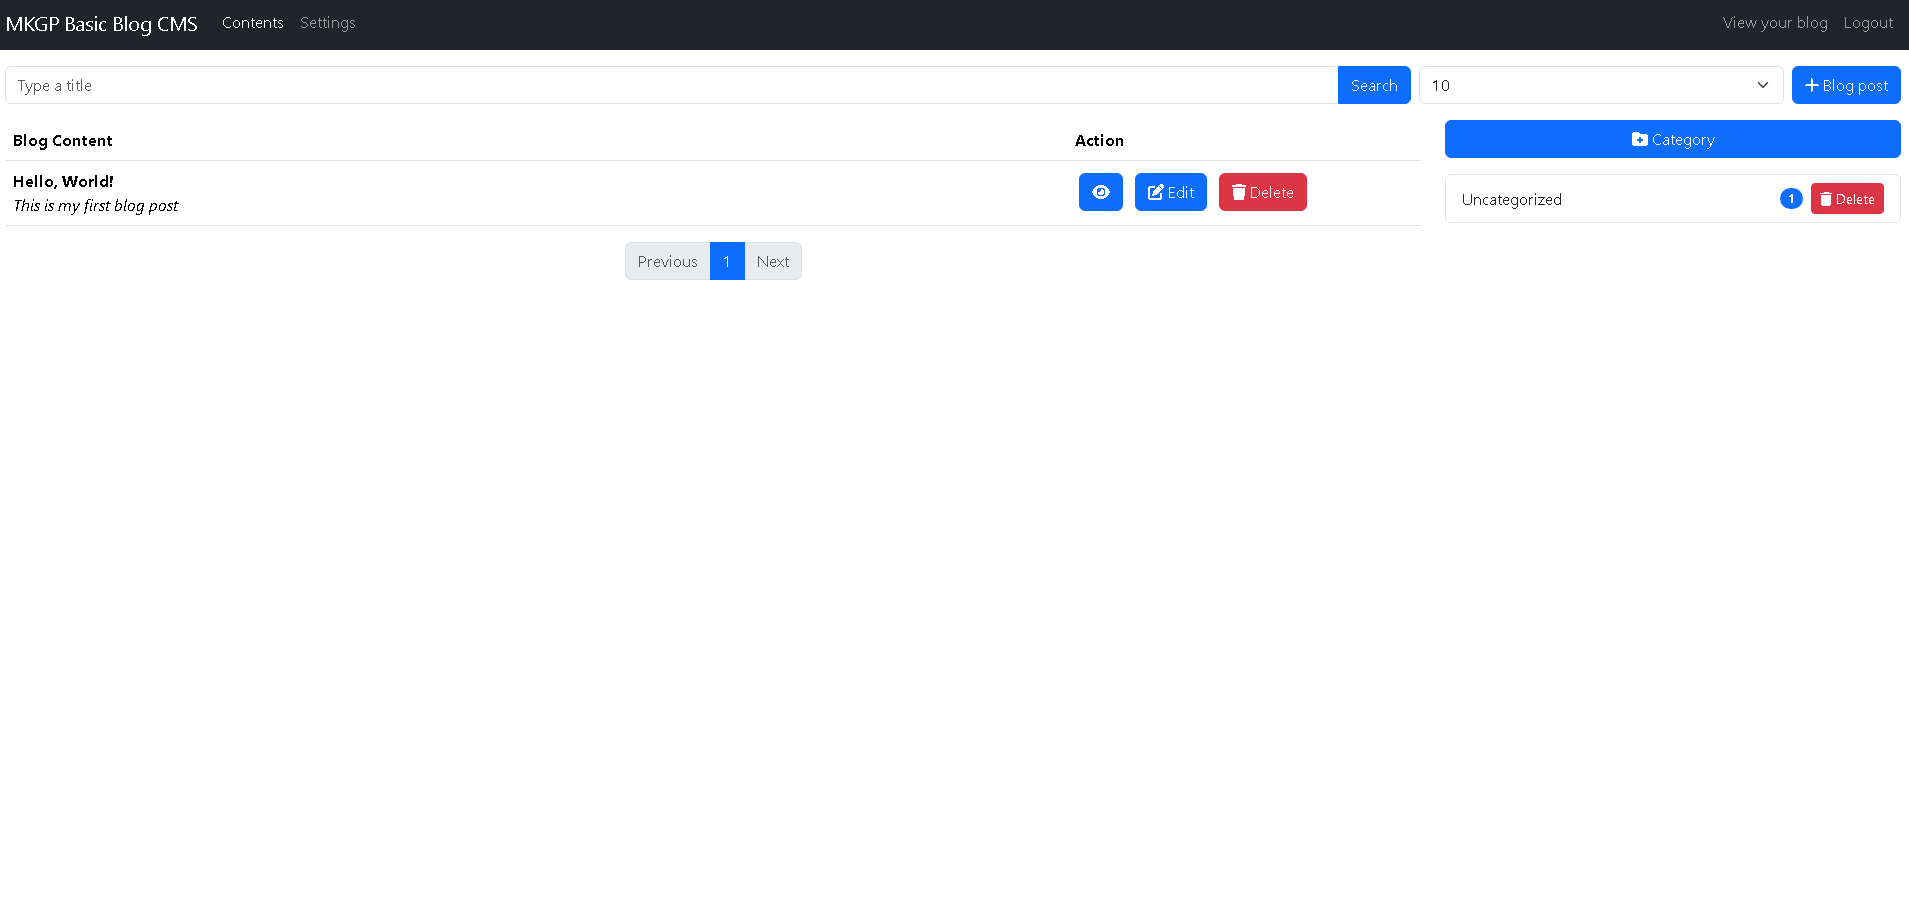 MKGP Basic Blog CMS Contents Settings View your blog Logout
Type a title Search 10 Blog post
Blog Content Action Category
Hello, World!
This is my first blog post
Edit Delete
Uncategorized 1 Delete
Previous 1 Next